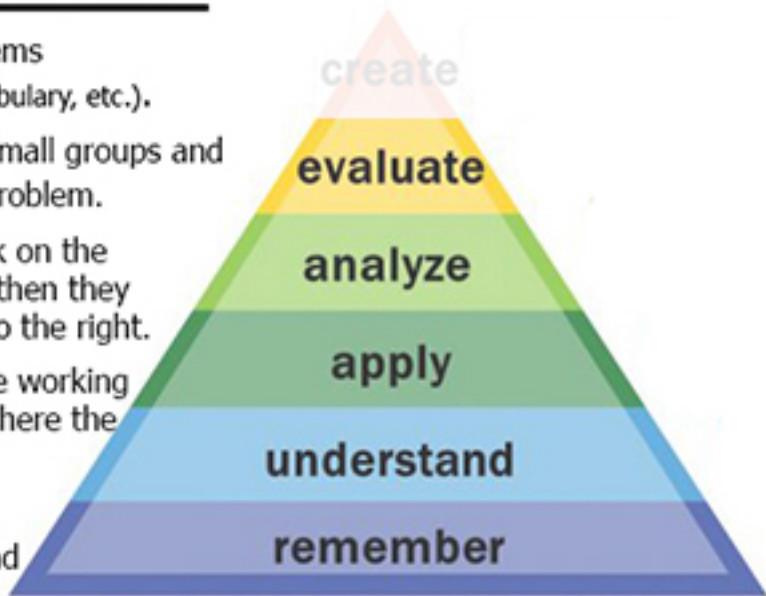 ems
bulary, etc.).
mall groups and
roblem.
k on the
then they
o the right.
e working
here the
nd
create
evaluate
analyze
apply
understand
remember